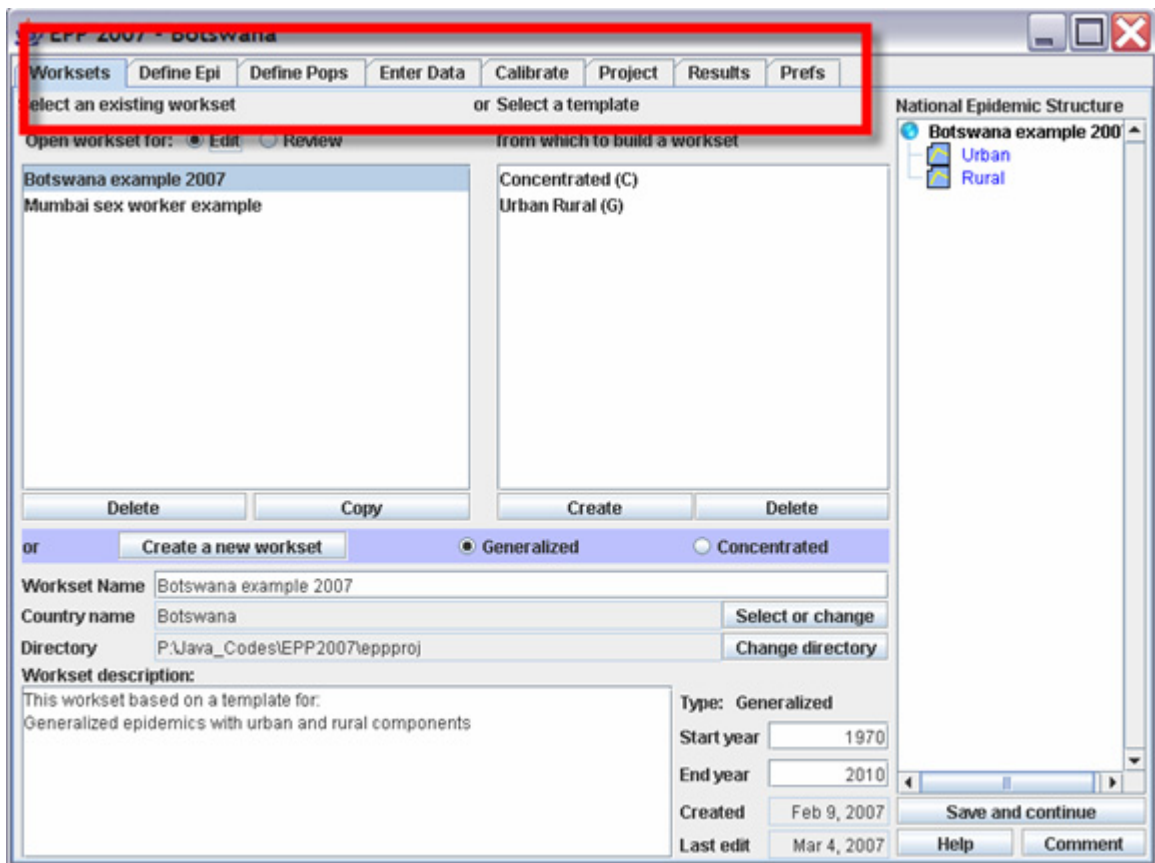 EPP 2007 - Botswana
Worksets Define Epi Define Pops Enter Data Calibrate Project Results Prefs
Select an existing workset or Select a template
Open workset for: Edit Review from which to build a workset
Botswana example 2007
Mumbai sex worker example
Concentrated (C)
Urban Rural (G)
Delete Copy Create Delete
or Create a new workset Generalized Concentrated
Workset Name Botswana example 2007
Country name Botswana Select or change
Directory P:\Java_Codes\EPP2007\eppproj Change directory
Workset description:
This workset based on a template for:
Generalized epidemics with urban and rural components
Type: Generalized
Start year 1970
End year 2010
Created Feb 9, 2007
Last edit Mar 4, 2007
National Epidemic Structure
Botswana example 200
Urban
Rural
Save and continue
Help Comment